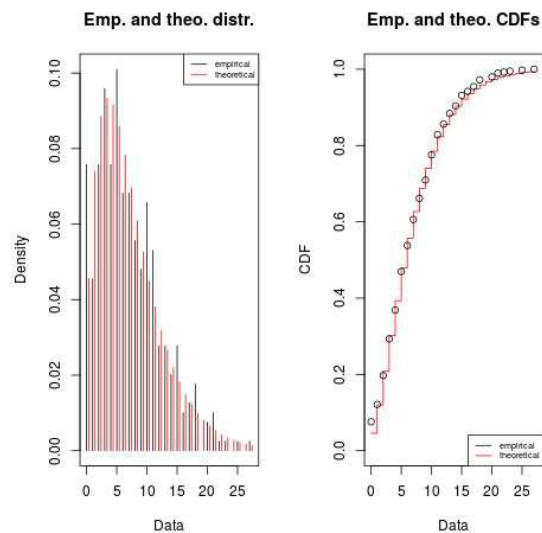 Emp. and theo. distr.
empirical
theoretical
0.10
0.08
0.06
0.04
0.02
0.00
Density
0 5 10 15 20 25
Data
Emp. and theo. CDFs
1.0
0.8
0.6
0.4
0.2
0.0
CDF
empirical
theoretical
0 5 10 15 20 25
Data